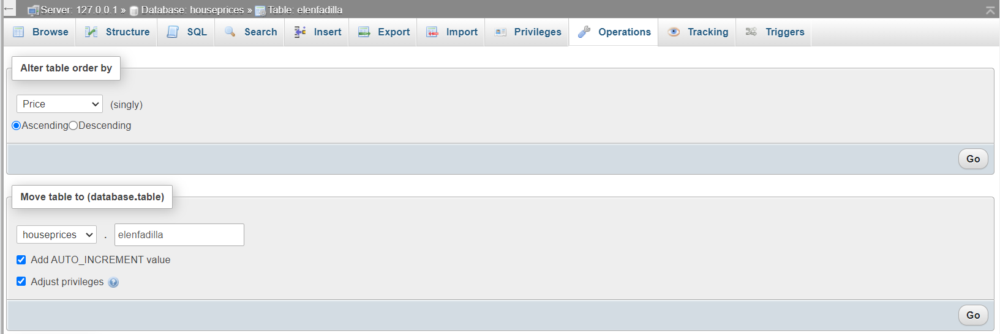 Server: 127.0.0.1 » Database: houseprices » Table: elenfadilla
Browse Structure SQL Search Insert Export Import Privileges Operations Tracking Triggers
Alter table order by
Price (singly)
Ascending Descending
Go
Move table to (database.table)
houseprices . elenfadilla
Add AUTO_INCREMENT value
Adjust privileges
Go